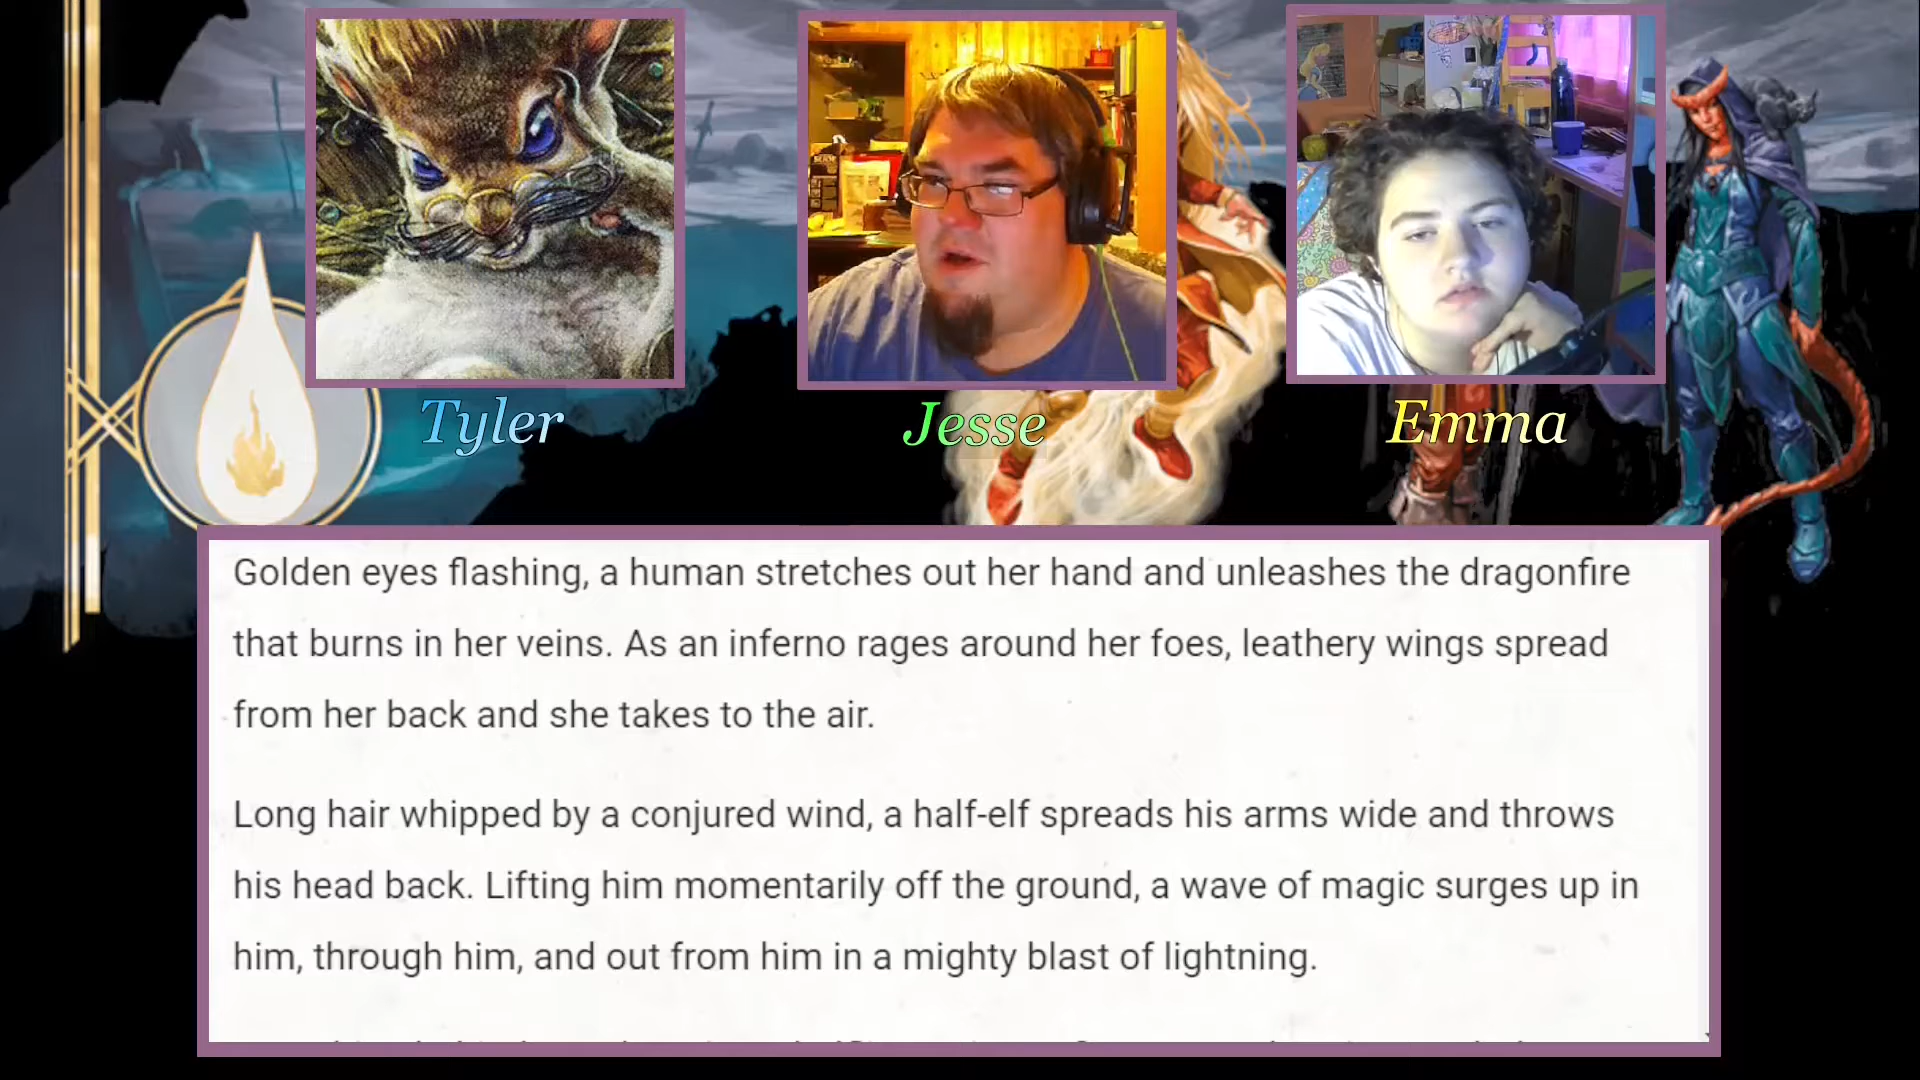 Tyler
Jesse
Emma
Golden eyes flashing, a human stretches out her hand and unleashes the dragonfire
that burns in her veins. As an inferno rages around her foes, leathery wings spread
from her back and she takes to the air.
Long hair whipped by a conjured wind, a half-elf spreads his arms wide and throws
his head back. Lifting him momentarily off the ground, a wave of magic surges up in
him, through him, and out from him in a mighty blast of lightning.